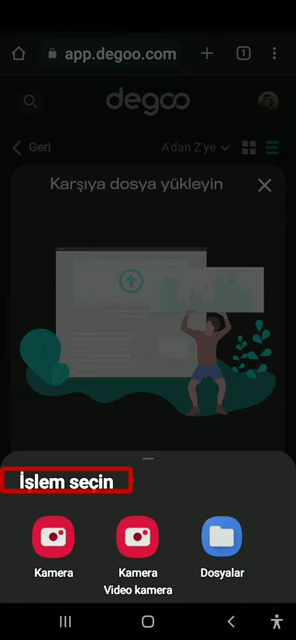 app.degoo.com
1
degoo
Geri
A'dan Z'ye
Karşıya dosya yükleyin
İşlem seçin
Kamera
Kamera
Dosyalar
Video kamera